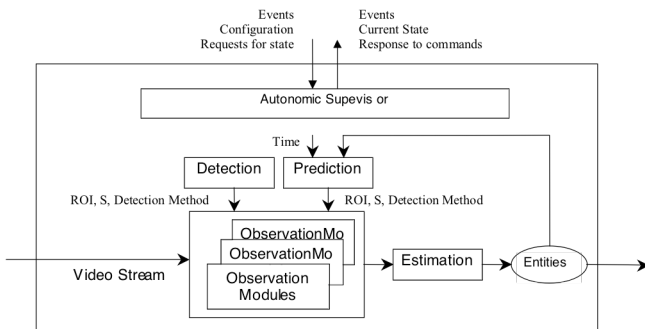 Events
Configuration
Requests for state
Events
Current State
Response to commands
Autonomic Supevis or
Time
Detection
Prediction
ROI, S, Detection Method
ROI, S, Detection Method
ObservationMo
ObservationMo
Observation
Modules
Video Stream
Estimation
Entities